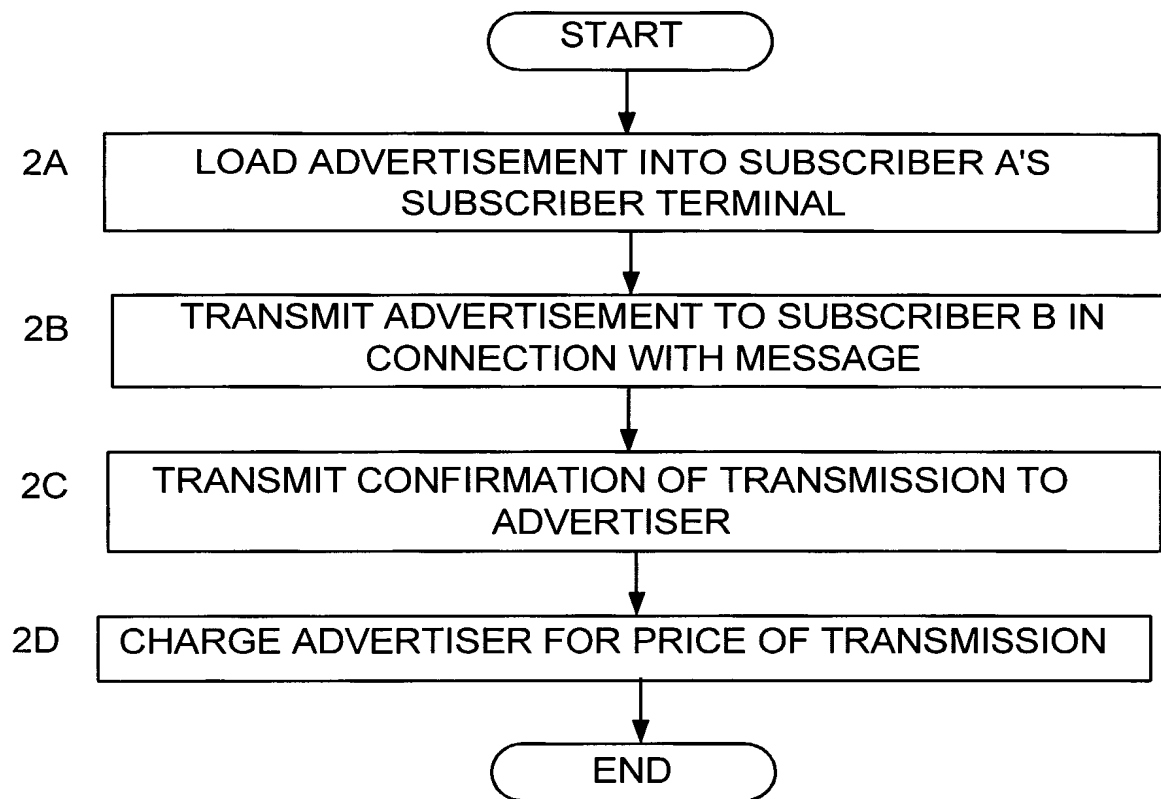 START
2A
LOAD ADVERTISEMENT INTO SUBSCRIBER A'S
SUBSCRIBER TERMINAL
2B
TRANSMIT ADVERTISEMENT TO SUBSCRIBER B IN
CONNECTION WITH MESSAGE
2C
TRANSMIT CONFIRMATION OF TRANSMISSION TO
ADVERTISER
2D
CHARGE ADVERTISER FOR PRICE OF TRANSMISSION
END